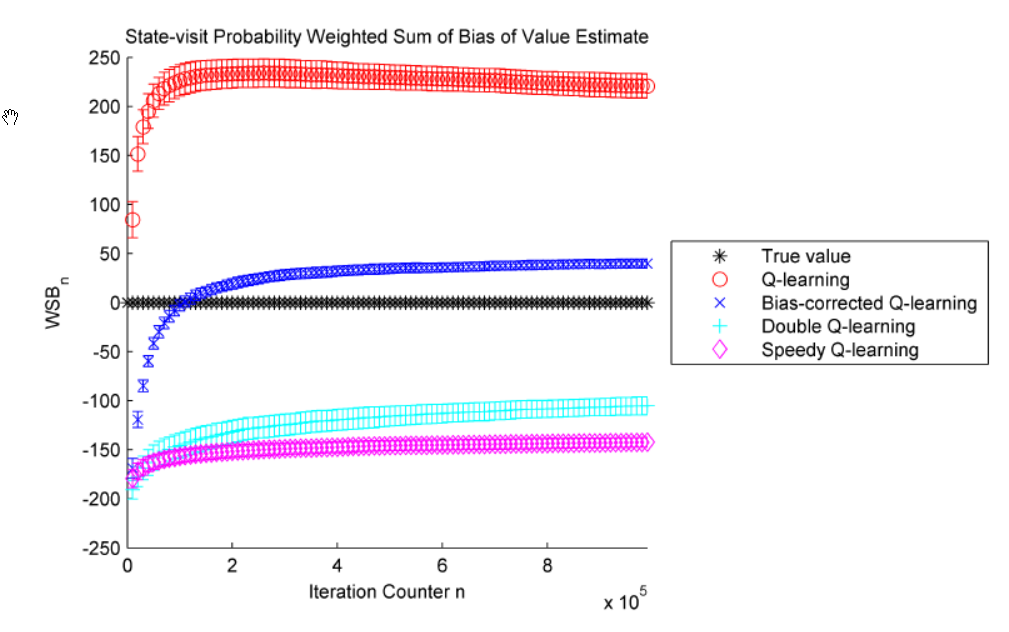 State-visit Probability Weighted Sum of Bias of Value Estimate
250
200
150
100
50
0
-50
-100
-150
-200
-250
WSBn
0 2 4 6 8
Iteration Counter n
x 10^5
True value
Q-learning
Bias-corrected Q-learning
Double Q-learning
Speedy Q-learning